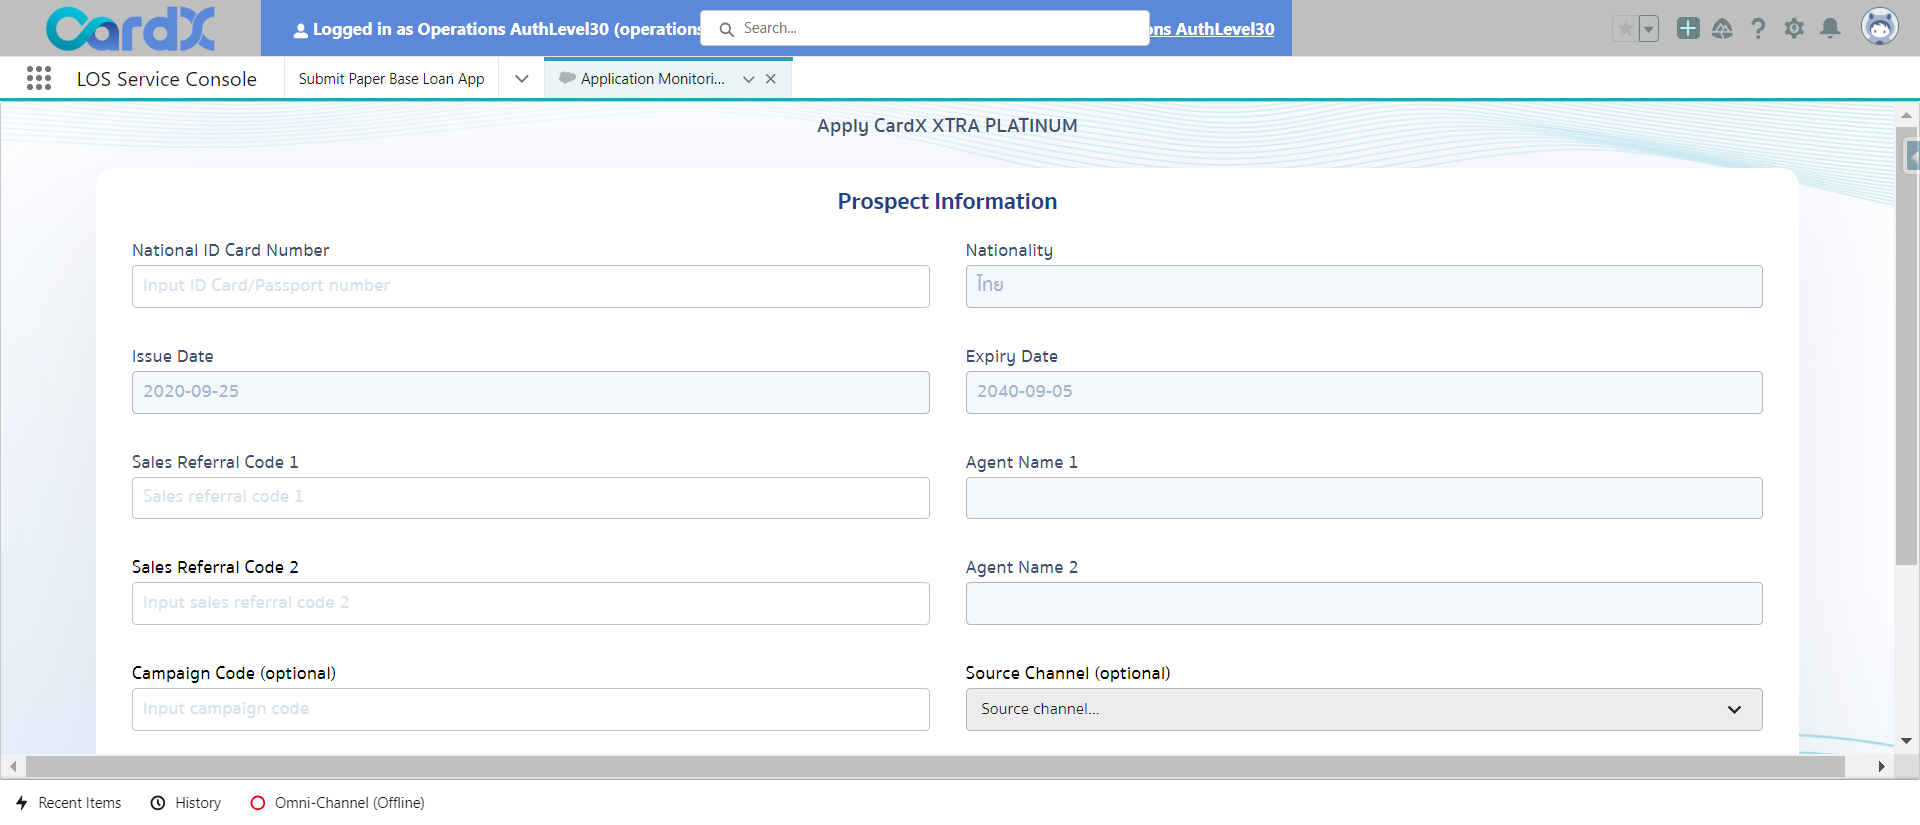 CardX
Logged in as Operations AuthLevel30 (operations
Search...
ons AuthLevel30
LOS Service Console
Submit Paper Base Loan App
Application Monitori...
Apply CardX XTRA PLATINUM
Prospect Information
National ID Card Number
Nationality
Input ID Card/Passport number
ไทย
Issue Date
Expiry Date
2020-09-25
2040-09-05
Sales Referral Code 1
Agent Name 1
Sales referral code 1
Sales Referral Code 2
Agent Name 2
Input sales referral code 2
Campaign Code (optional)
Source Channel (optional)
Input campaign code
Source channel...
Recent Items
History
Omni-Channel (Offline)